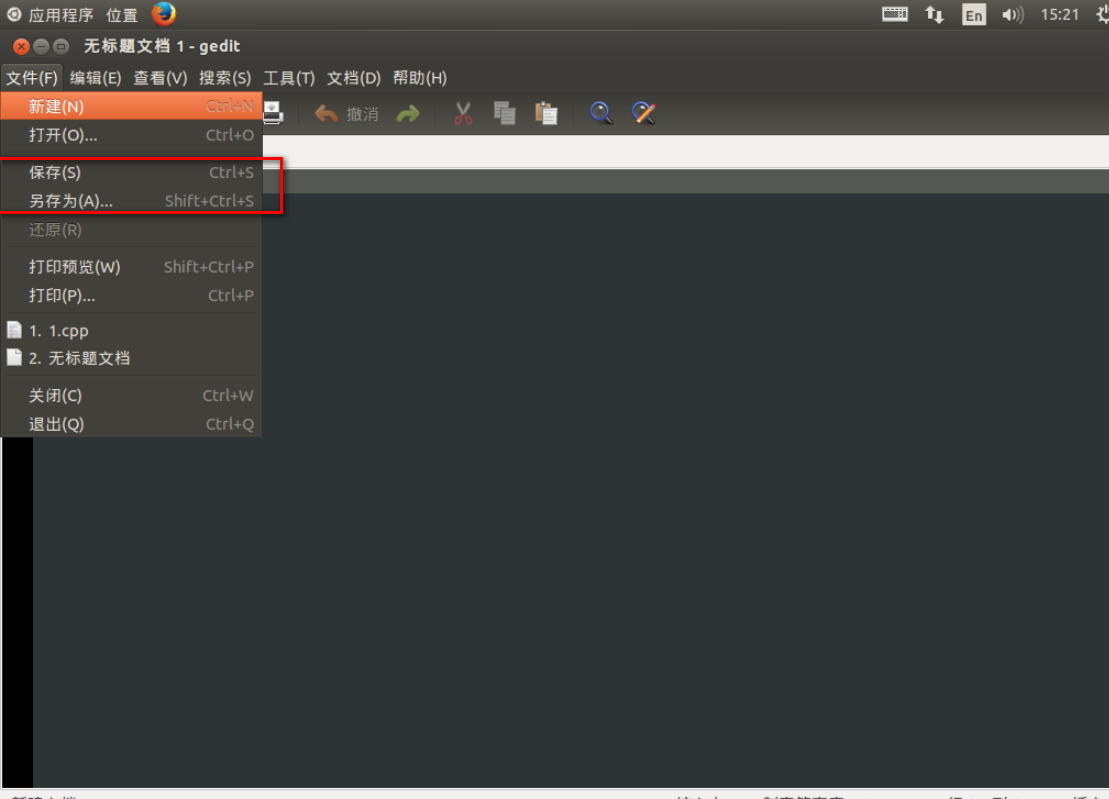 应用程序 位置 En 15:21
无标题文档 1 - gedit
文件(F) 编辑(E) 查看(V) 搜索(S) 工具(T) 文档(D) 帮助(H)
新建(N) Ctrl+N
撤消
打开(O)... Ctrl+O
保存(S) Ctrl+S
另存为(A)... Shift+Ctrl+S
还原(R)
打印预览(W) Shift+Ctrl+P
打印(P)... Ctrl+P
1. 1.cpp
2. 无标题文档
关闭(C) Ctrl+W
退出(Q) Ctrl+Q